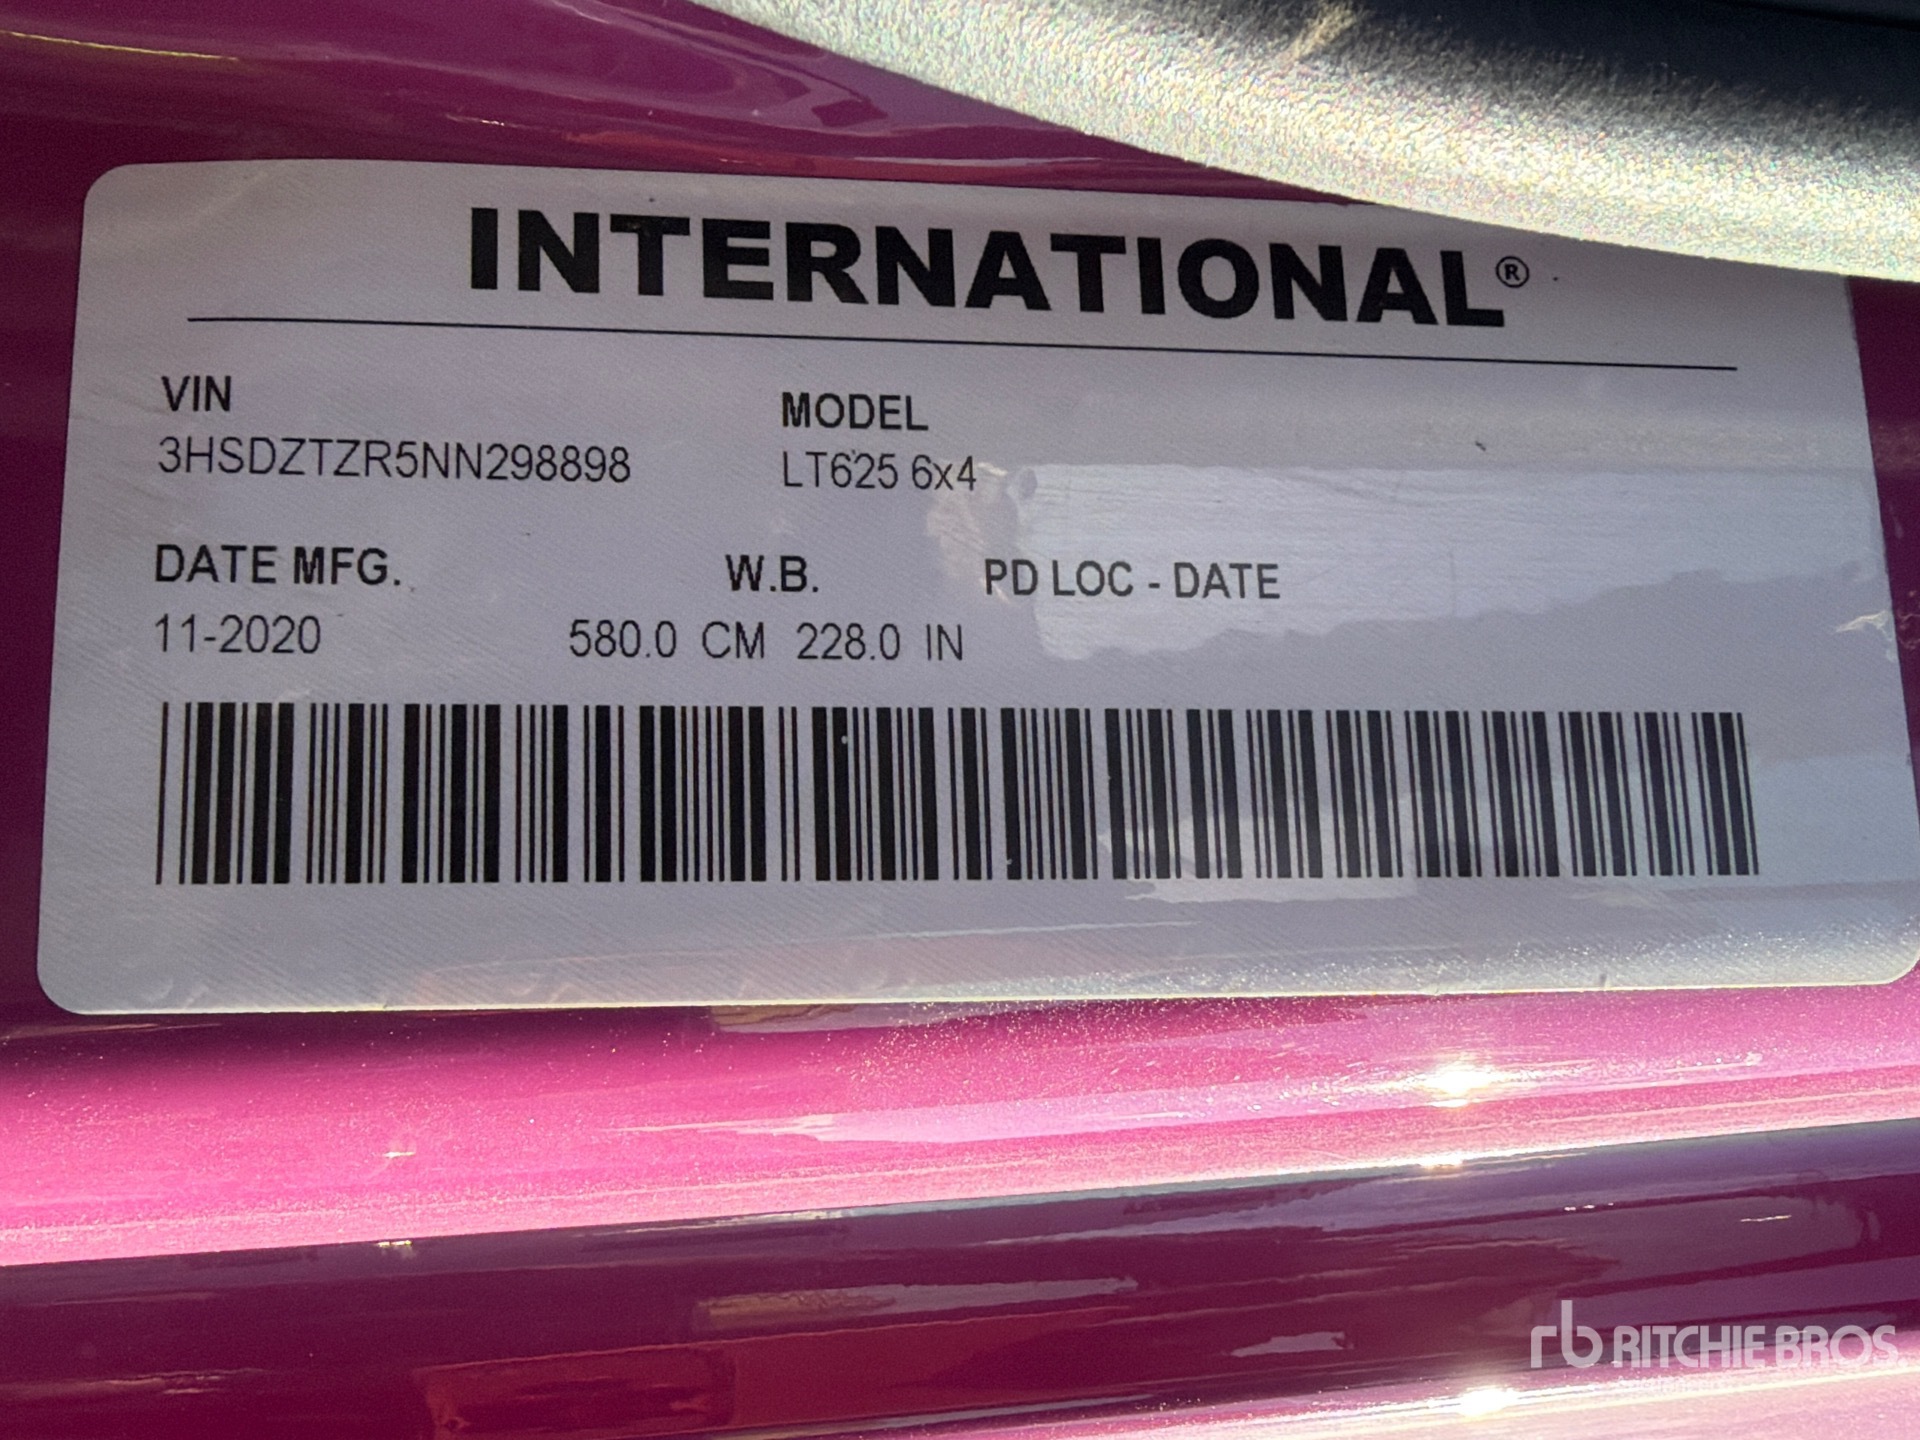 INTERNATIONAL®
VIN MODEL
3HSDZTZR5NN298898 LT625 6x4
DATE MFG. W.B. PD LOC - DATE
11-2020 580.0 CM 228.0 IN
rb RITCHIE BROS.